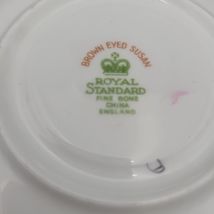 BROWN EYED SUSAN
ROYAL
STANDARD
FINE BONE
CHINA
ENGLAND